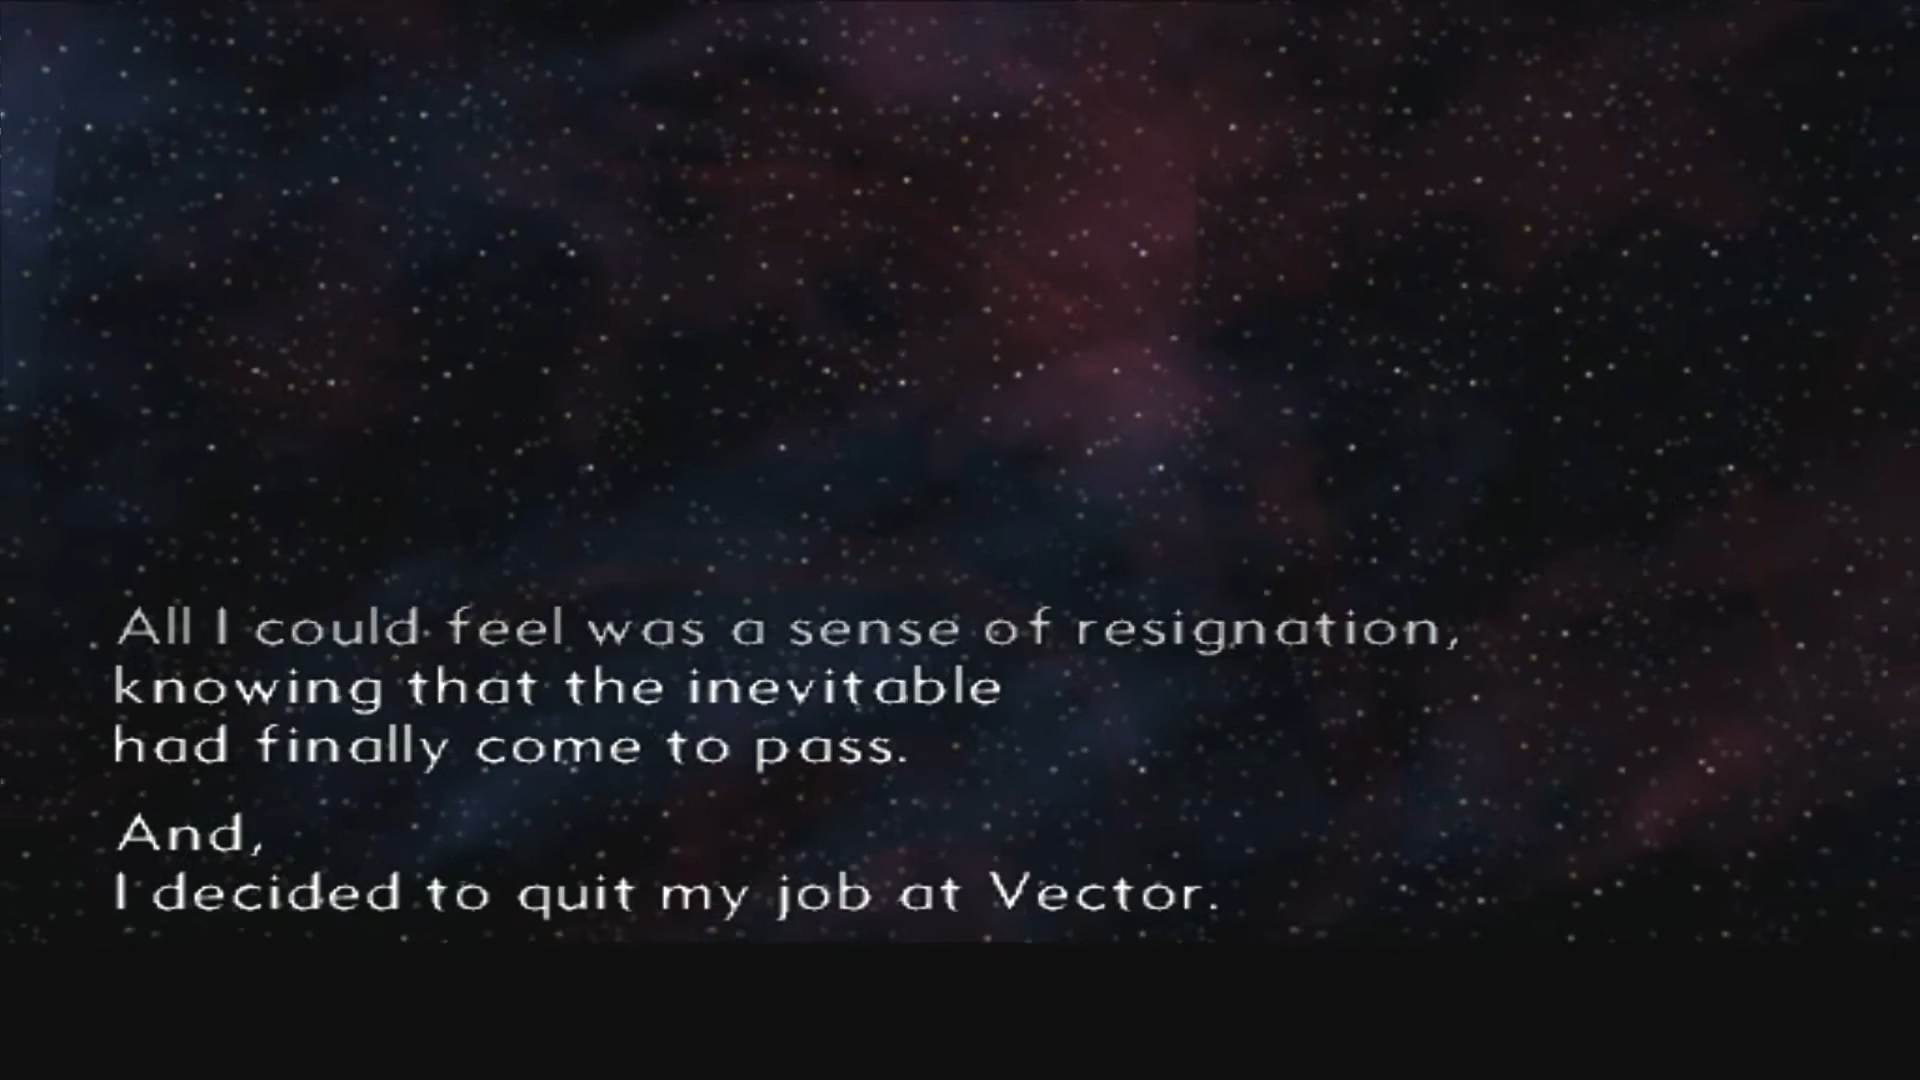 All I could feel was a sense of resignation,
knowing that the inevitable
had finally come to pass.
And,
I decided to quit my job at Vector.